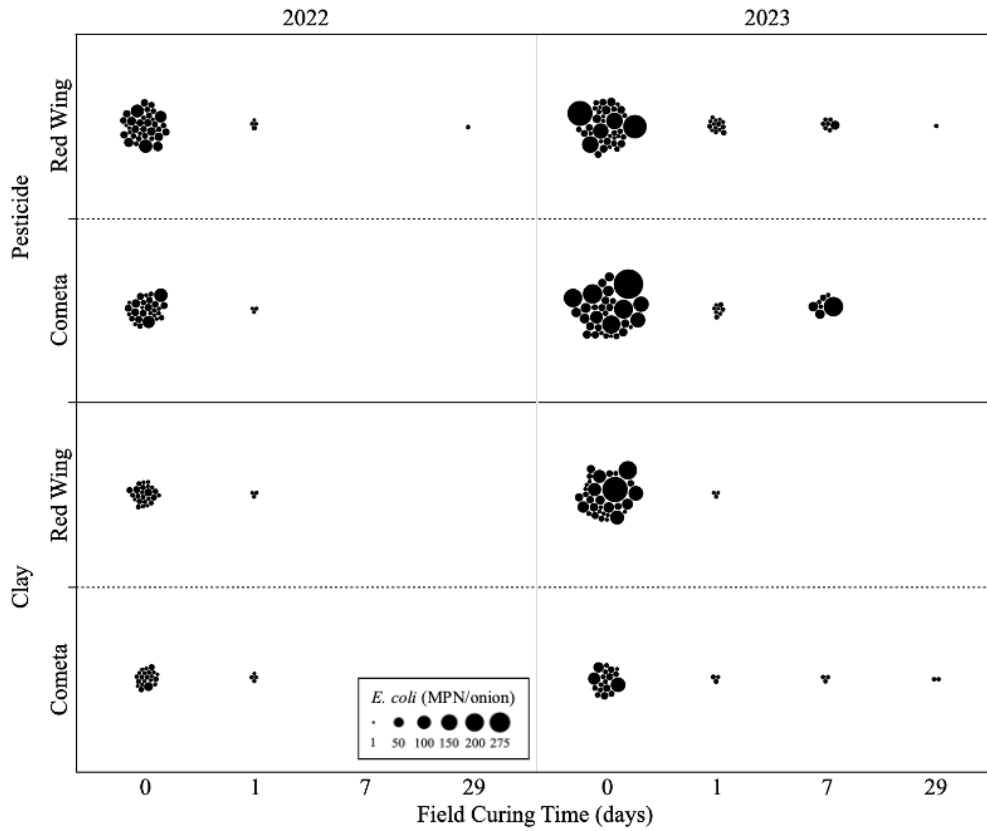 2022 2023
Pesticide
Red Wing
Cometa
Clay
Red Wing
Cometa
E. coli (MPN/onion)
1 50 100 150 200 275
0 1 7 29 0 1 7 29
Field Curing Time (days)